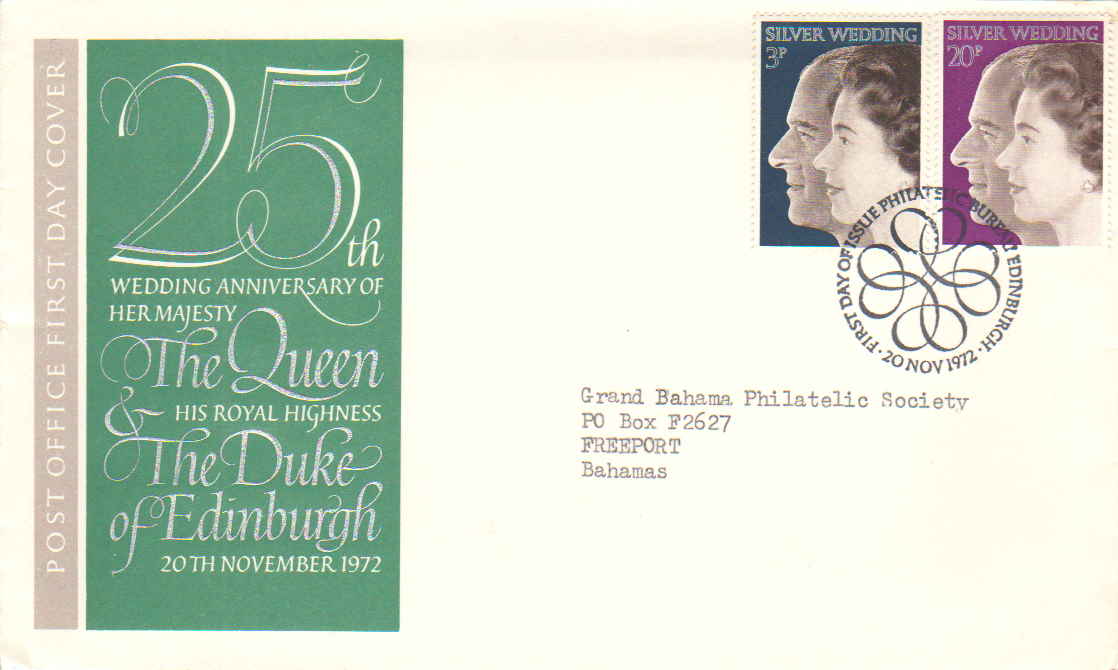 POST OFFICE FIRST DAY COVER
25th
WEDDING ANNIVERSARY OF
HER MAJESTY
The Queen
& HIS ROYAL HIGHNESS
The Duke
of Edinburgh
20TH NOVEMBER 1972
SILVER WEDDING
3P
SILVER WEDDING
20P
FIRST DAY OF ISSUE PHILATELIC BUREAU EDINBURGH
· 20 NOV 1972 ·
Grand Bahama Philatelic Society
PO Box F2627
FREEPORT
Bahamas